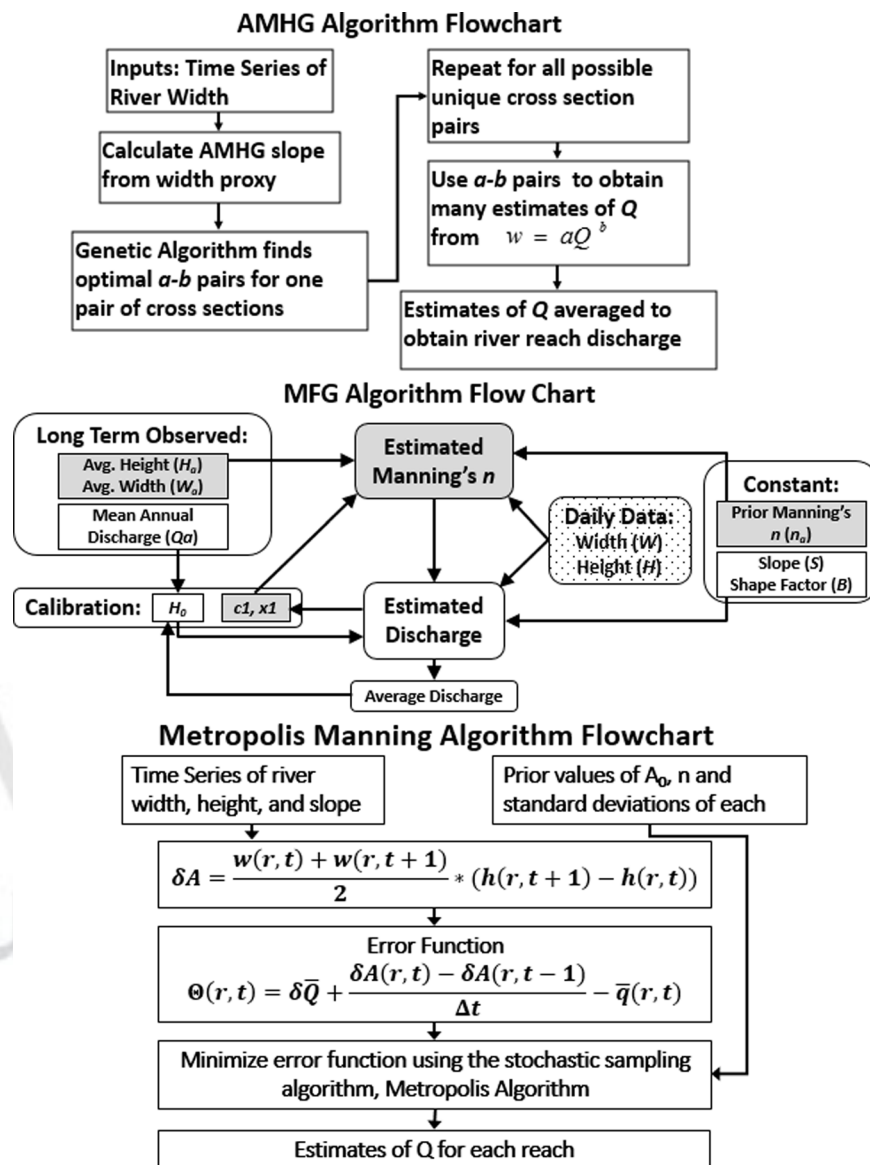 AMHG Algorithm Flowchart
Inputs: Time Series of
River Width
Calculate AMHG slope
from width proxy
Genetic Algorithm finds
optimal a-b pairs for one
pair of cross sections
Repeat for all possible
unique cross section
pairs
Use a-b pairs to obtain
many estimates of Q
from w = aQ^b
Estimates of Q averaged to
obtain river reach discharge
MFG Algorithm Flow Chart
Long Term Observed:
Avg. Height (Hₐ)
Avg. Width (Wₐ)
Mean Annual
Discharge (Qa)
Estimated
Manning's n
Daily Data:
Width (W)
Height (H)
Constant:
Prior Manning's
n (nₐ)
Slope (S)
Shape Factor (B)
Calibration: H₀ c1, x1
Estimated
Discharge
Average Discharge
Metropolis Manning Algorithm Flowchart
Time Series of river
width, height, and slope
Prior values of A₀, n and
standard deviations of each
δA = (w(r, t) + w(r, t + 1))/2 * (h(r, t + 1) − h(r, t))
Error Function
Θ(r, t) = δQ̅ + (δA(r, t) − δA(r, t − 1))/Δt − q̅(r, t)
Minimize error function using the stochastic sampling
algorithm, Metropolis Algorithm
Estimates of Q for each reach